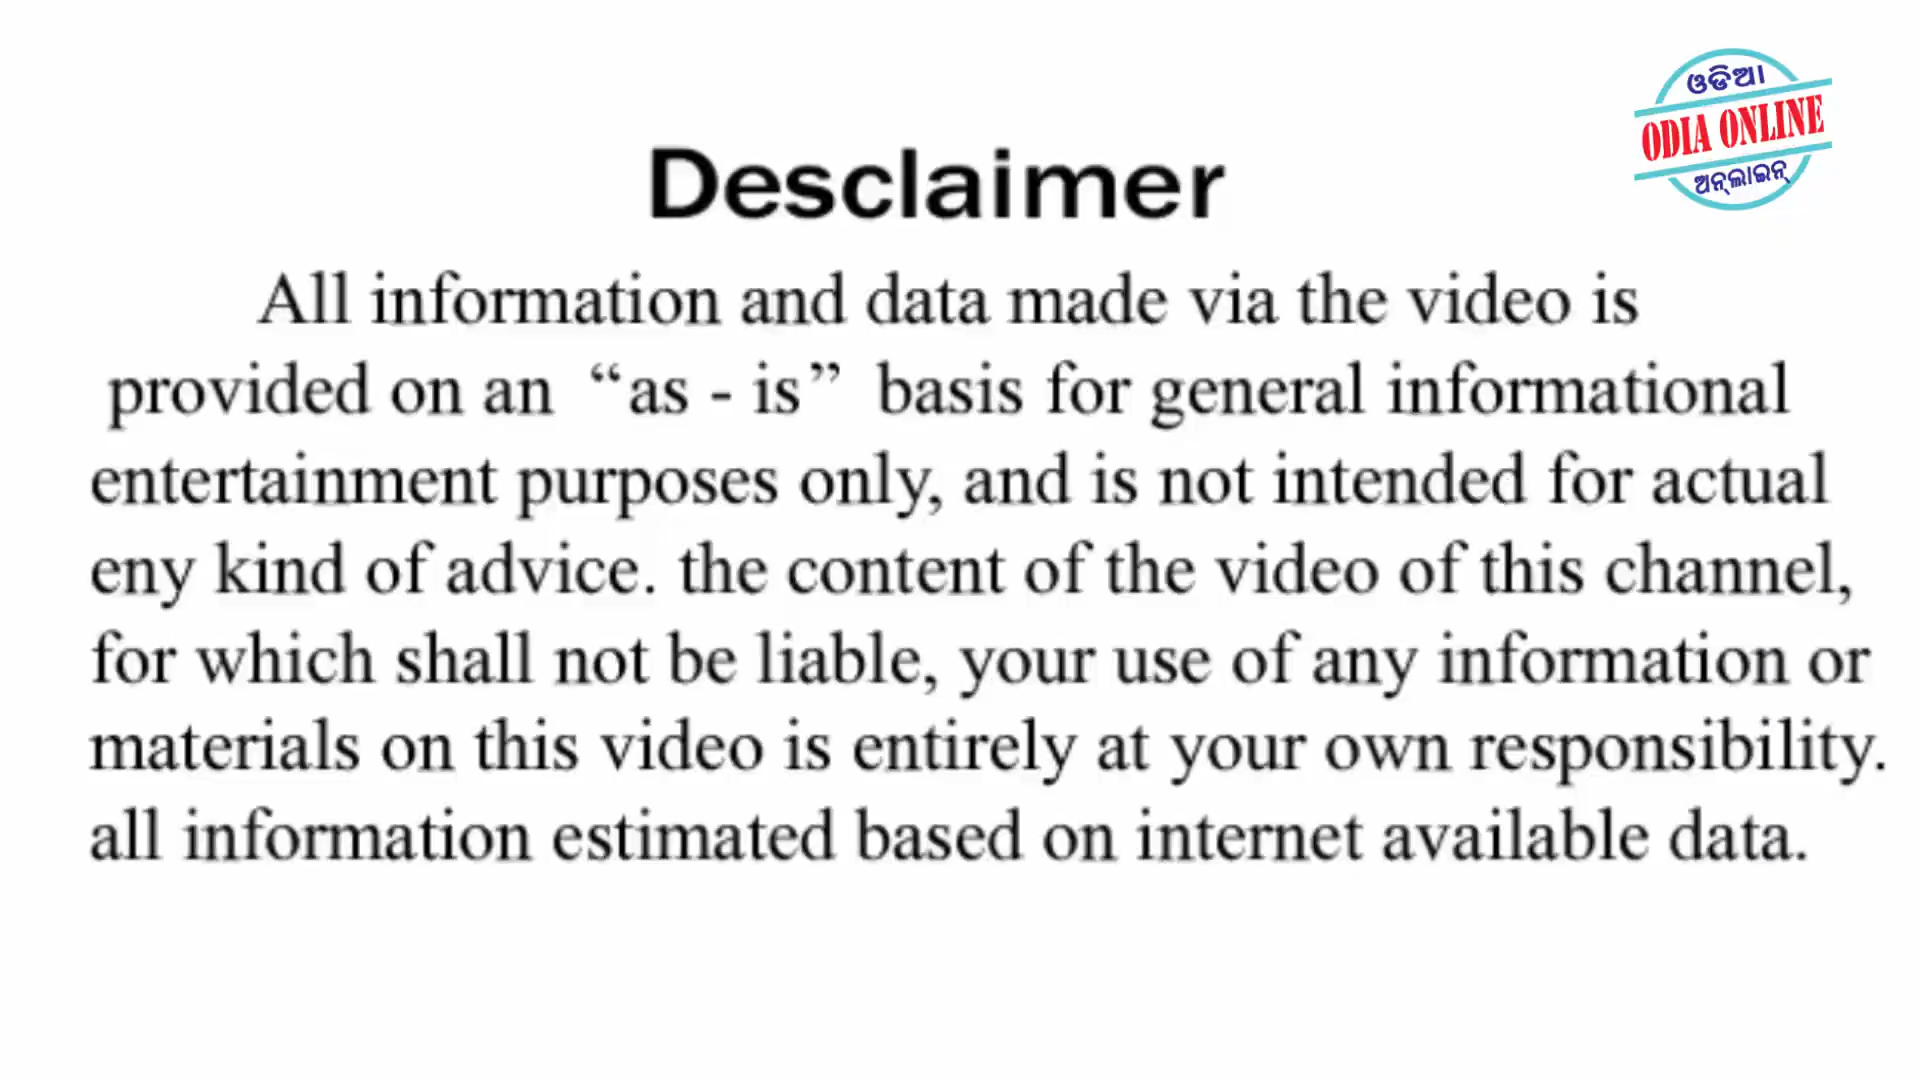 ଓଡିଆ
ODIA ONLINE
ଅନ୍‌ଲାଇନ୍
Desclaimer
All information and data made via the video is
provided on an “as - is” basis for general informational
entertainment purposes only, and is not intended for actual
eny kind of advice. the content of the video of this channel,
for which shall not be liable, your use of any information or
materials on this video is entirely at your own responsibility.
all information estimated based on internet available data.